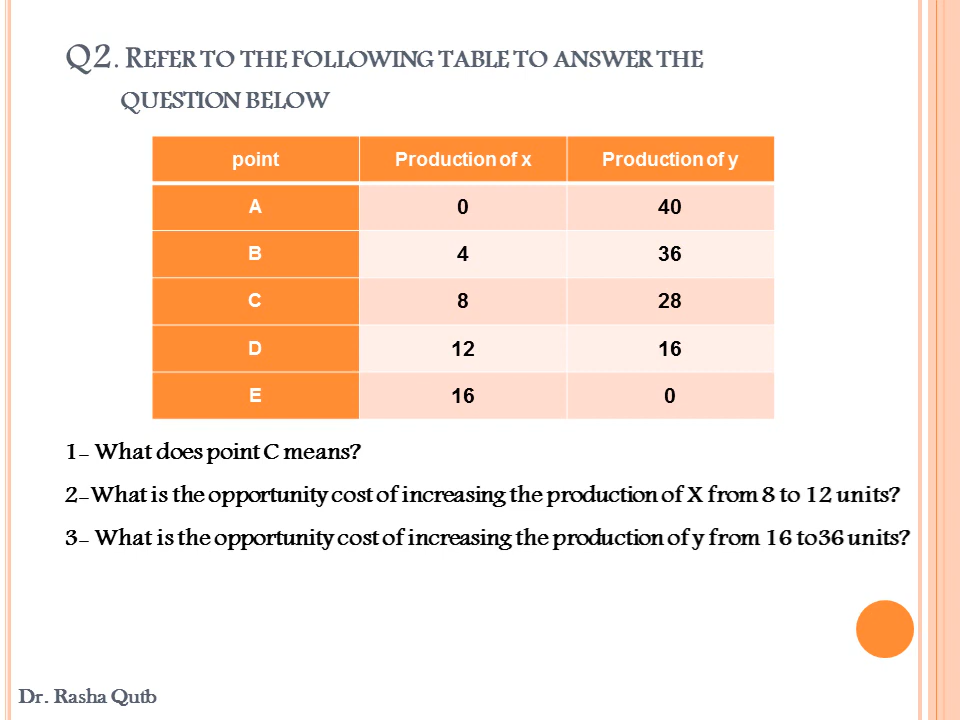 Q2. REFER TO THE FOLLOWING TABLE TO ANSWER THE
QUESTION BELOW
point Production of x Production of y
A 0 40
B 4 36
C 8 28
D 12 16
E 16 0
1- What does point C means?
2-What is the opportunity cost of increasing the production of X from 8 to 12 units?
3- What is the opportunity cost of increasing the production of y from 16 to36 units?
Dr. Rasha Qutb